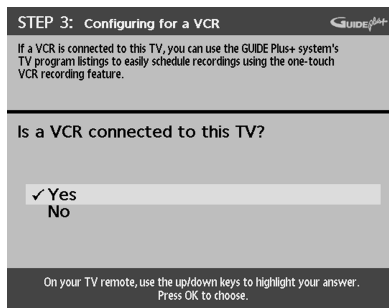 STEP 3: Configuring for a VCR
GUIDE plus+
If a VCR is connected to this TV, you can use the GUIDE Plus+ system's
TV program listings to easily schedule recordings using the one-touch
VCR recording feature.
Is a VCR connected to this TV?
✓ Yes
No
On your TV remote, use the up/down keys to highlight your answer.
Press OK to choose.